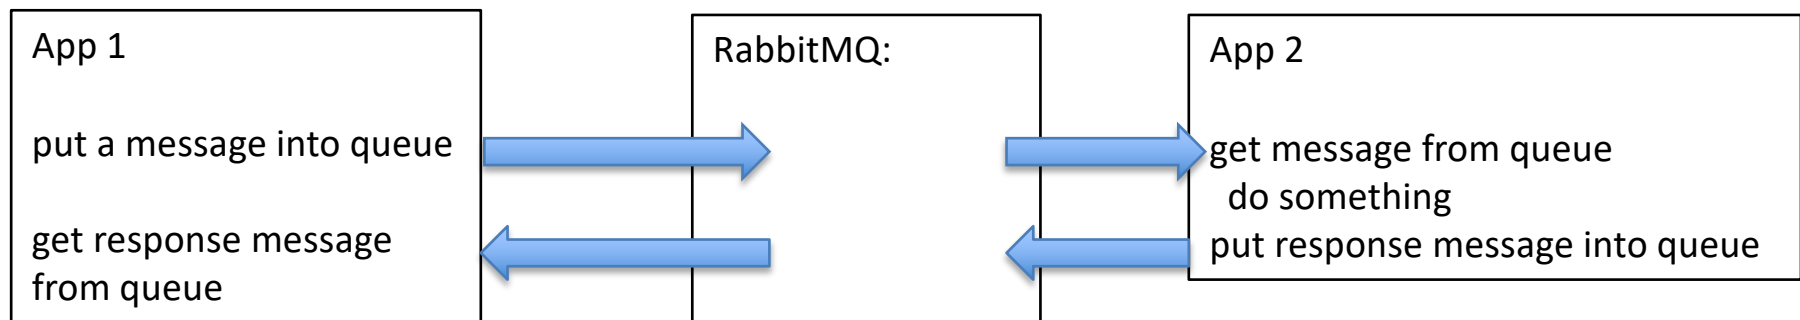 App 1
put a message into queue
get response message
from queue
RabbitMQ:
App 2
get message from queue
do something
put response message into queue